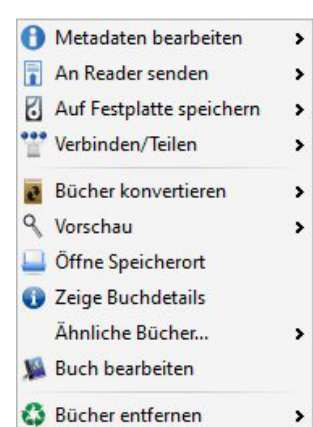 Metadaten bearbeiten
An Reader senden
Auf Festplatte speichern
Verbinden/Teilen
Bücher konvertieren
Vorschau
Öffne Speicherort
Zeige Buchdetails
Ähnliche Bücher...
Buch bearbeiten
Bücher entfernen